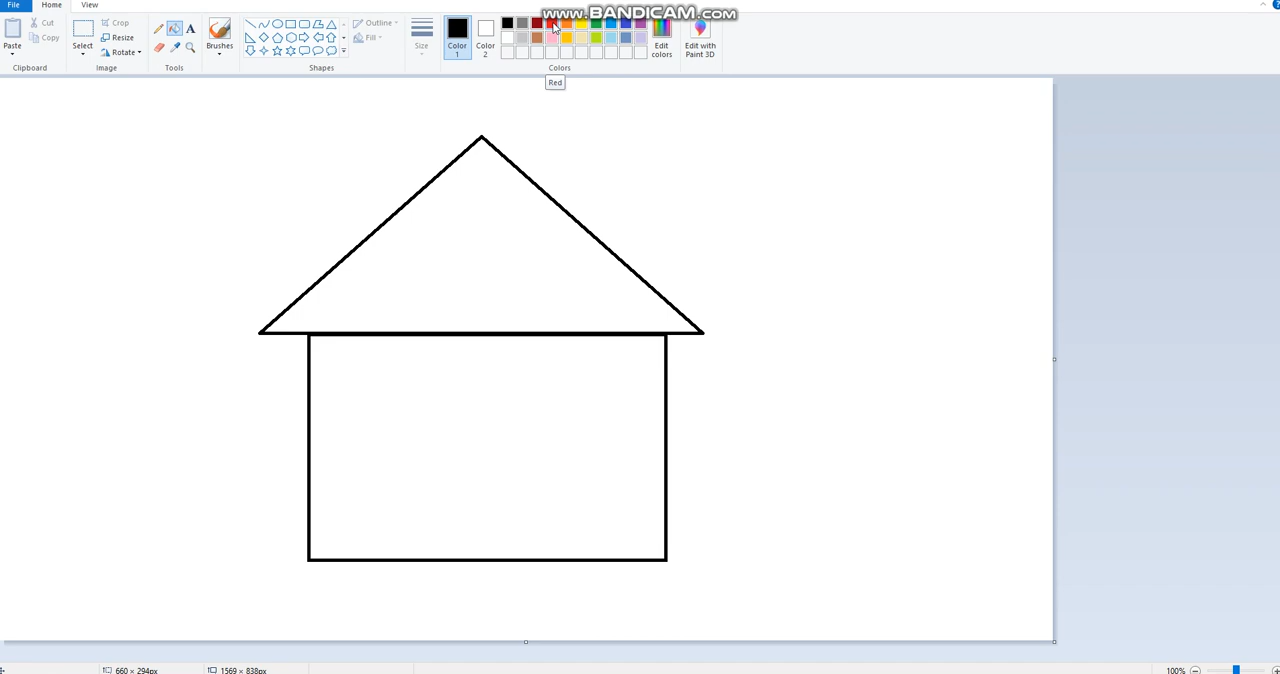 File Home View
WWW.BANDICAM.COM
Paste
Cut
Copy
Clipboard
Select
Crop
Resize
Rotate
Image
A
Tools
Brushes
Outline
Fill
Shapes
Size
Color
1
Color
2
Edit
colors
Edit with
Paint 3D
Colors
Red
660 × 294px
1569 × 838px
100%